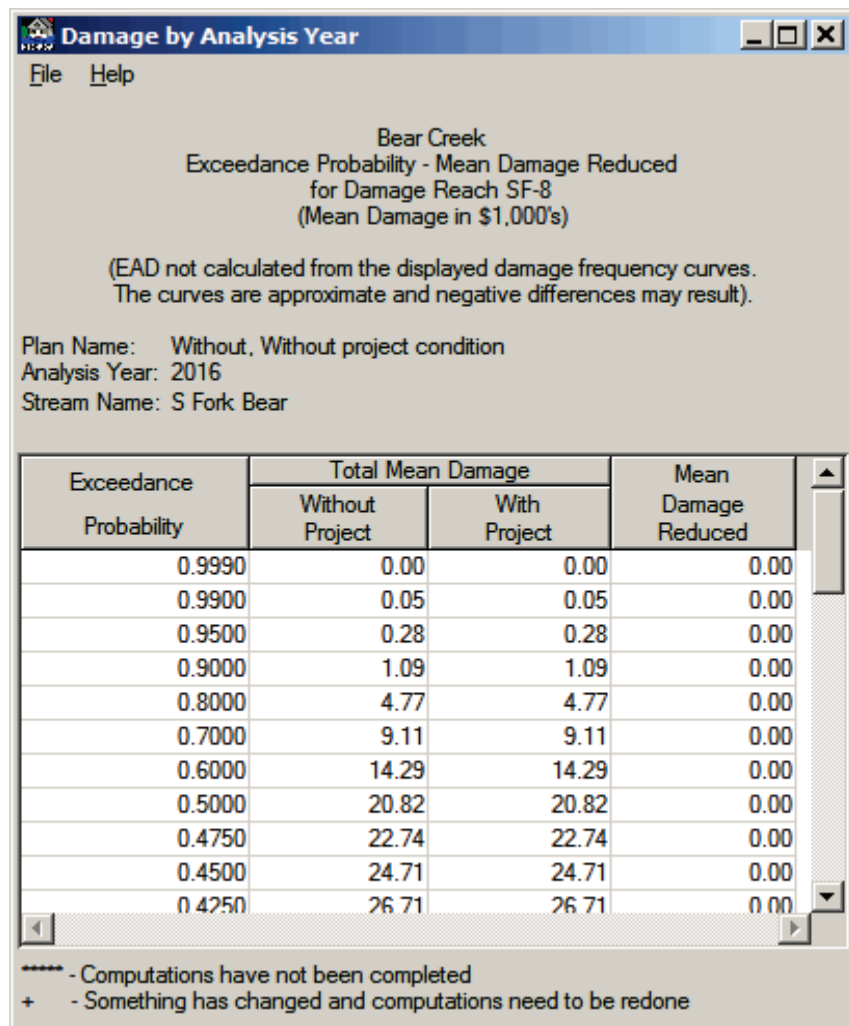 Damage by Analysis Year
File Help
Bear Creek
Exceedance Probability - Mean Damage Reduced
for Damage Reach SF-8
(Mean Damage in $1,000's)
(EAD not calculated from the displayed damage frequency curves.
The curves are approximate and negative differences may result).
Plan Name: Without, Without project condition
Analysis Year: 2016
Stream Name: S Fork Bear
Exceedance Probability Total Mean Damage Mean Damage Reduced
Without Project With Project
0.9990 0.00 0.00 0.00
0.9900 0.05 0.05 0.00
0.9500 0.28 0.28 0.00
0.9000 1.09 1.09 0.00
0.8000 4.77 4.77 0.00
0.7000 9.11 9.11 0.00
0.6000 14.29 14.29 0.00
0.5000 20.82 20.82 0.00
0.4750 22.74 22.74 0.00
0.4500 24.71 24.71 0.00
0.4250 26.71 26.71 0.00
***** - Computations have not been completed
+ - Something has changed and computations need to be redone